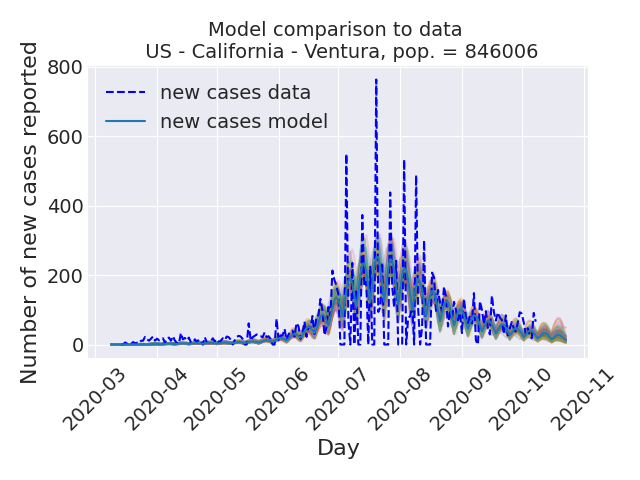 Model comparison to data
US - California - Ventura, pop. = 846006
Number of new cases reported
800
600
400
200
0
new cases data
new cases model
2020-03
2020-04
2020-05
2020-06
2020-07
2020-08
2020-09
2020-10
2020-11
Day